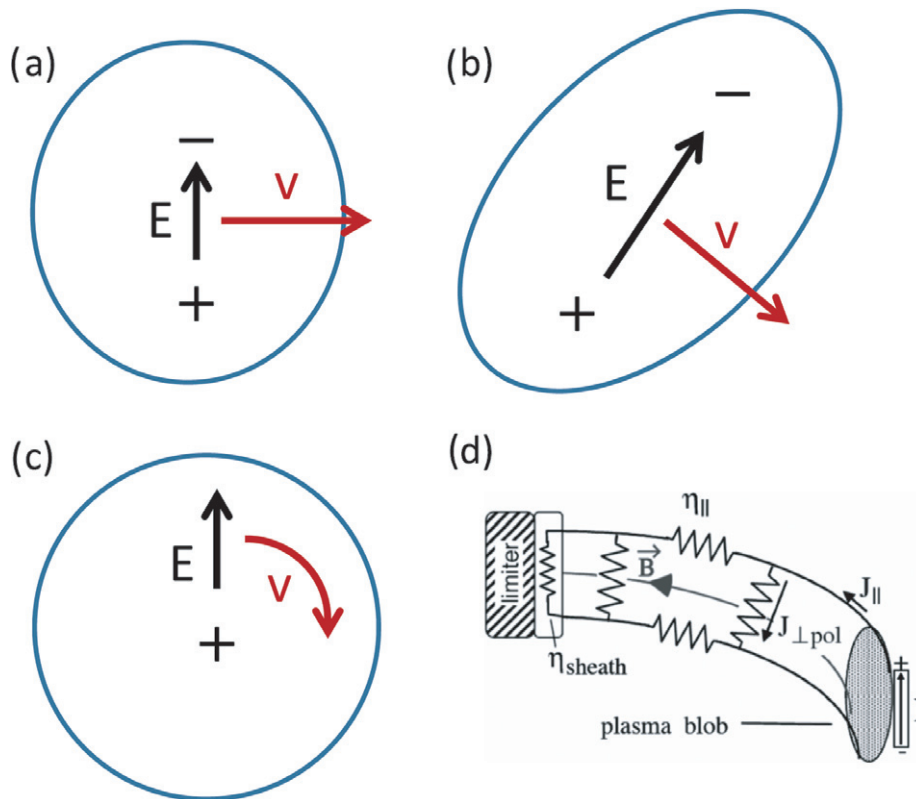 (a)
−
E
v
+
(b)
−
E
v
+
(c)
E
v
+
(d)
η∥
limiter
B
J∥
J⊥pol
ηsheath
+
plasma blob
-